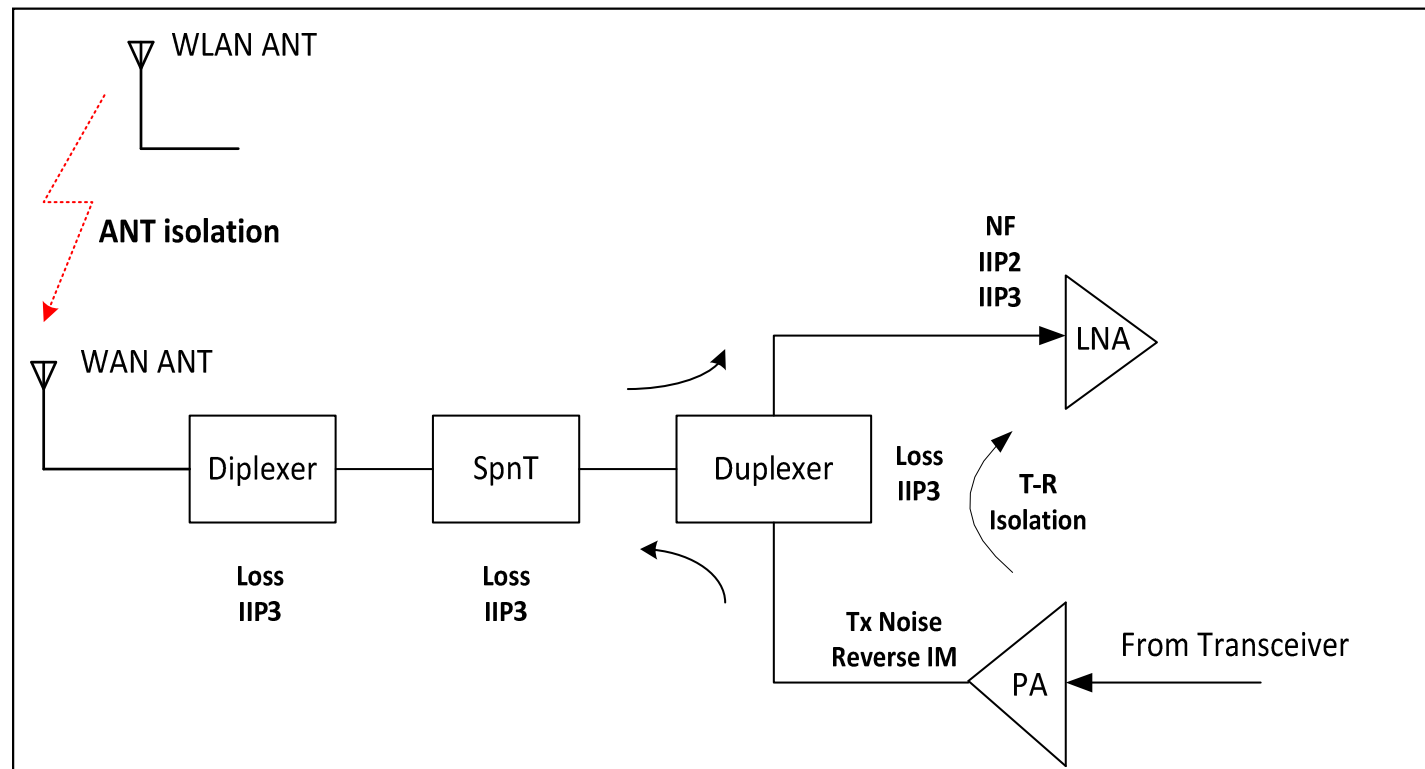 WLAN ANT
ANT isolation
WAN ANT
NF
IIP2
IIP3
LNA
Diplexer
SpnT
Duplexer
Loss
IIP3
T-R
Isolation
Loss
IIP3
Loss
IIP3
Tx Noise
Reverse IM
PA
From Transceiver